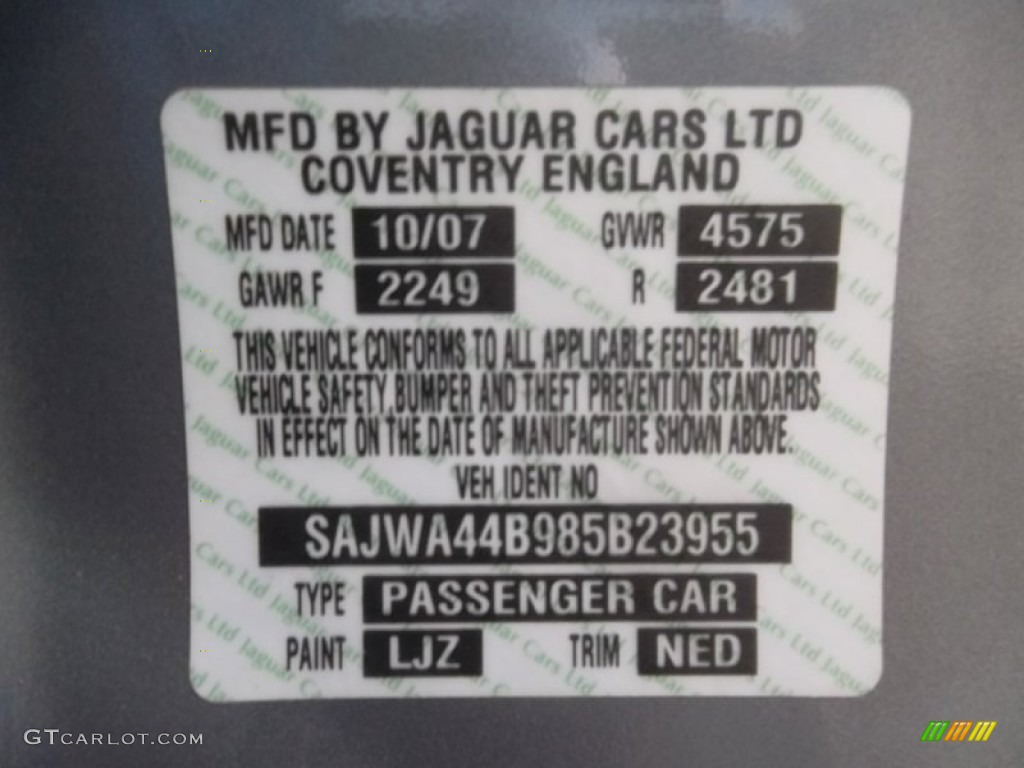 MFD BY JAGUAR CARS LTD
COVENTRY ENGLAND
MFD DATE 10/07 GVWR 4575
GAWR F 2249 R 2481
THIS VEHICLE CONFORMS TO ALL APPLICABLE FEDERAL MOTOR
VEHICLE SAFETY, BUMPER AND THEFT PREVENTION STANDARDS
IN EFFECT ON THE DATE OF MANUFACTURE SHOWN ABOVE.
VEH IDENT NO
SAJWA44B985B23955
TYPE PASSENGER CAR
PAINT LJZ TRIM NED
GTCARLOT.COM